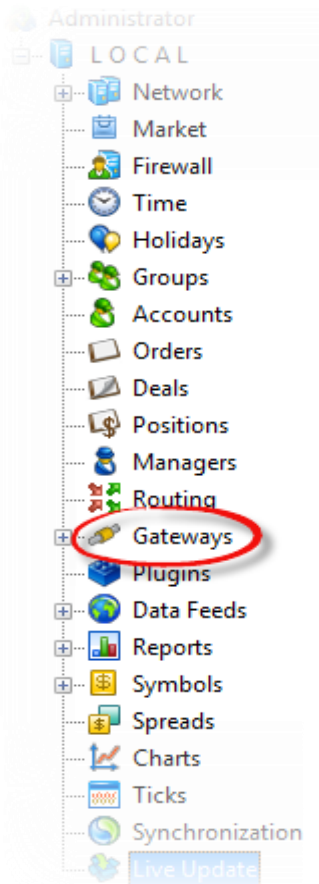 Administrator
LOCAL
Network
Market
Firewall
Time
Holidays
Groups
Accounts
Orders
Deals
Positions
Managers
Routing
Gateways
Plugins
Data Feeds
Reports
Symbols
Spreads
Charts
Ticks
Synchronization
Live Update